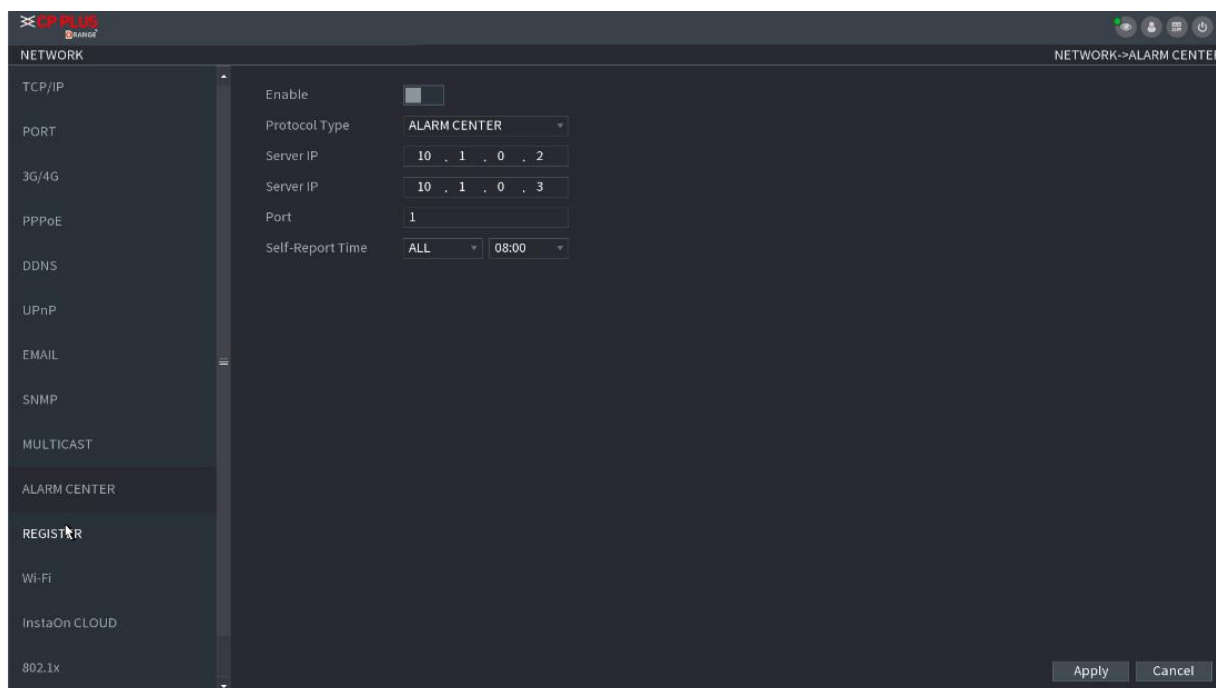 CP PLUS
ORANGE
NETWORK
NETWORK->ALARM CENTER
TCP/IP
PORT
3G/4G
PPPoE
DDNS
UPnP
EMAIL
SNMP
MULTICAST
ALARM CENTER
REGISTER
Wi-Fi
InstaOn CLOUD
802.1x
Enable
Protocol Type ALARM CENTER
Server IP 10 . 1 . 0 . 2
Server IP 10 . 1 . 0 . 3
Port 1
Self-Report Time ALL 08:00
Apply Cancel